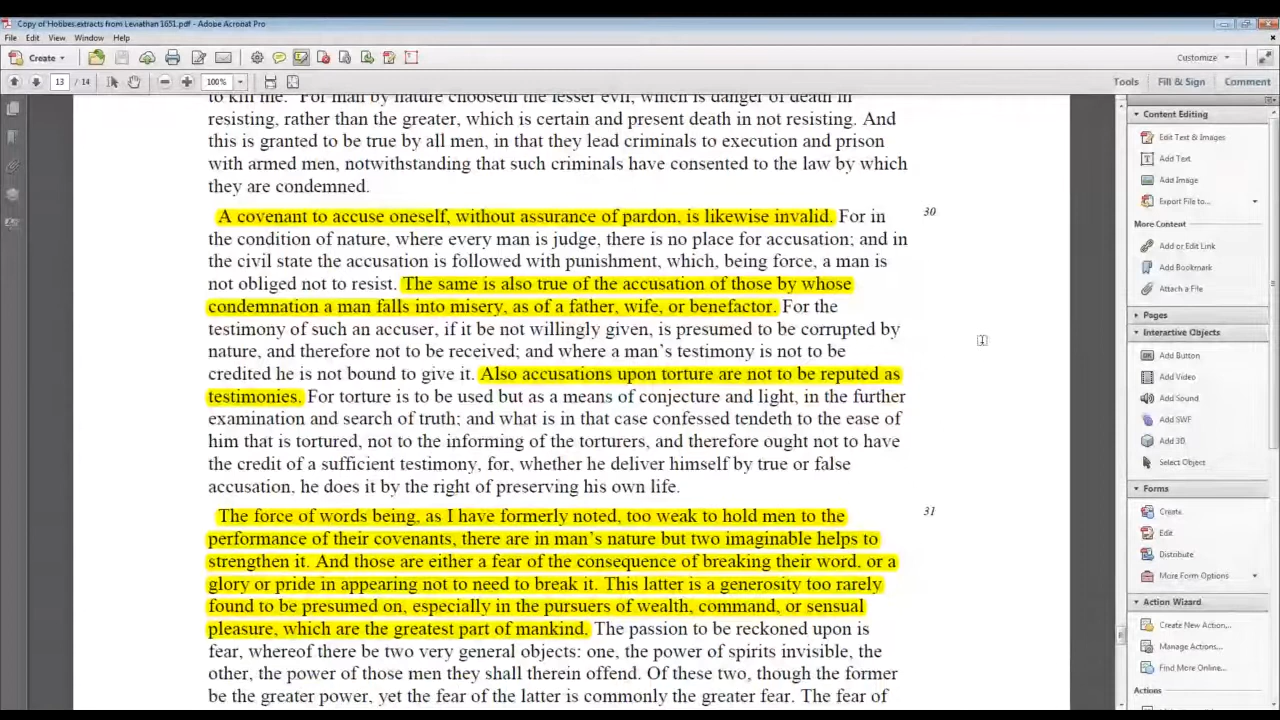 Copy of Hobbes.extracts from Leviathan 1651.pdf - Adobe Acrobat Pro
File Edit View Window Help
Create Customize
13 / 14 100% Tools Fill & Sign Comment
to kill me." For man by nature chooseth the lesser evil, which is danger of death in
resisting, rather than the greater, which is certain and present death in not resisting. And
this is granted to be true by all men, in that they lead criminals to execution and prison
with armed men, notwithstanding that such criminals have consented to the law by which
they are condemned.
A covenant to accuse oneself, without assurance of pardon, is likewise invalid. For in 30
the condition of nature, where every man is judge, there is no place for accusation; and in
the civil state the accusation is followed with punishment, which, being force, a man is
not obliged not to resist. The same is also true of the accusation of those by whose
condemnation a man falls into misery, as of a father, wife, or benefactor. For the
testimony of such an accuser, if it be not willingly given, is presumed to be corrupted by
nature, and therefore not to be received; and where a man's testimony is not to be
credited he is not bound to give it. Also accusations upon torture are not to be reputed as
testimonies. For torture is to be used but as a means of conjecture and light, in the further
examination and search of truth; and what is in that case confessed tendeth to the ease of
him that is tortured, not to the informing of the torturers, and therefore ought not to have
the credit of a sufficient testimony, for, whether he deliver himself by true or false
accusation, he does it by the right of preserving his own life.
The force of words being, as I have formerly noted, too weak to hold men to the 31
performance of their covenants, there are in man's nature but two imaginable helps to
strengthen it. And those are either a fear of the consequence of breaking their word, or a
glory or pride in appearing not to need to break it. This latter is a generosity too rarely
found to be presumed on, especially in the pursuers of wealth, command, or sensual
pleasure, which are the greatest part of mankind. The passion to be reckoned upon is
fear, whereof there be two very general objects: one, the power of spirits invisible, the
other, the power of those men they shall therein offend. Of these two, though the former
be the greater power, yet the fear of the latter is commonly the greater fear. The fear of
Content Editing
Edit Text & Images
Add Text
Add Image
Export File to...
More Content
Add or Edit Link
Add Bookmark
Attach a File
Pages
Interactive Objects
Add Button
Add Video
Add Sound
Add SWF
Add 3D
Select Object
Forms
Create
Edit
Distribute
More Form Options
Action Wizard
Create New Action...
Manage Actions...
Find More Online...
Actions